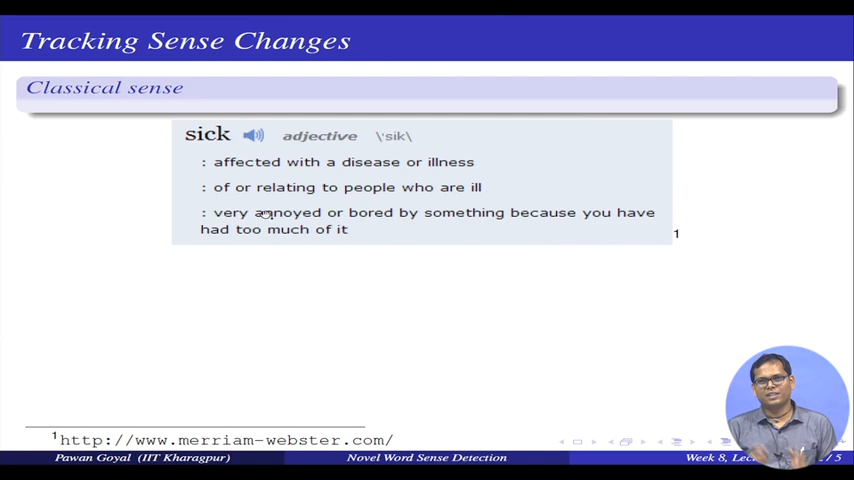 Tracking Sense Changes
Classical sense
sick adjective \ˈsik\
: affected with a disease or illness
: of or relating to people who are ill
: very annoyed or bored by something because you have
had too much of it
1
1http://www.merriam-webster.com/
Pawan Goyal (IIT Kharagpur) Novel Word Sense Detection Week 8, / 5